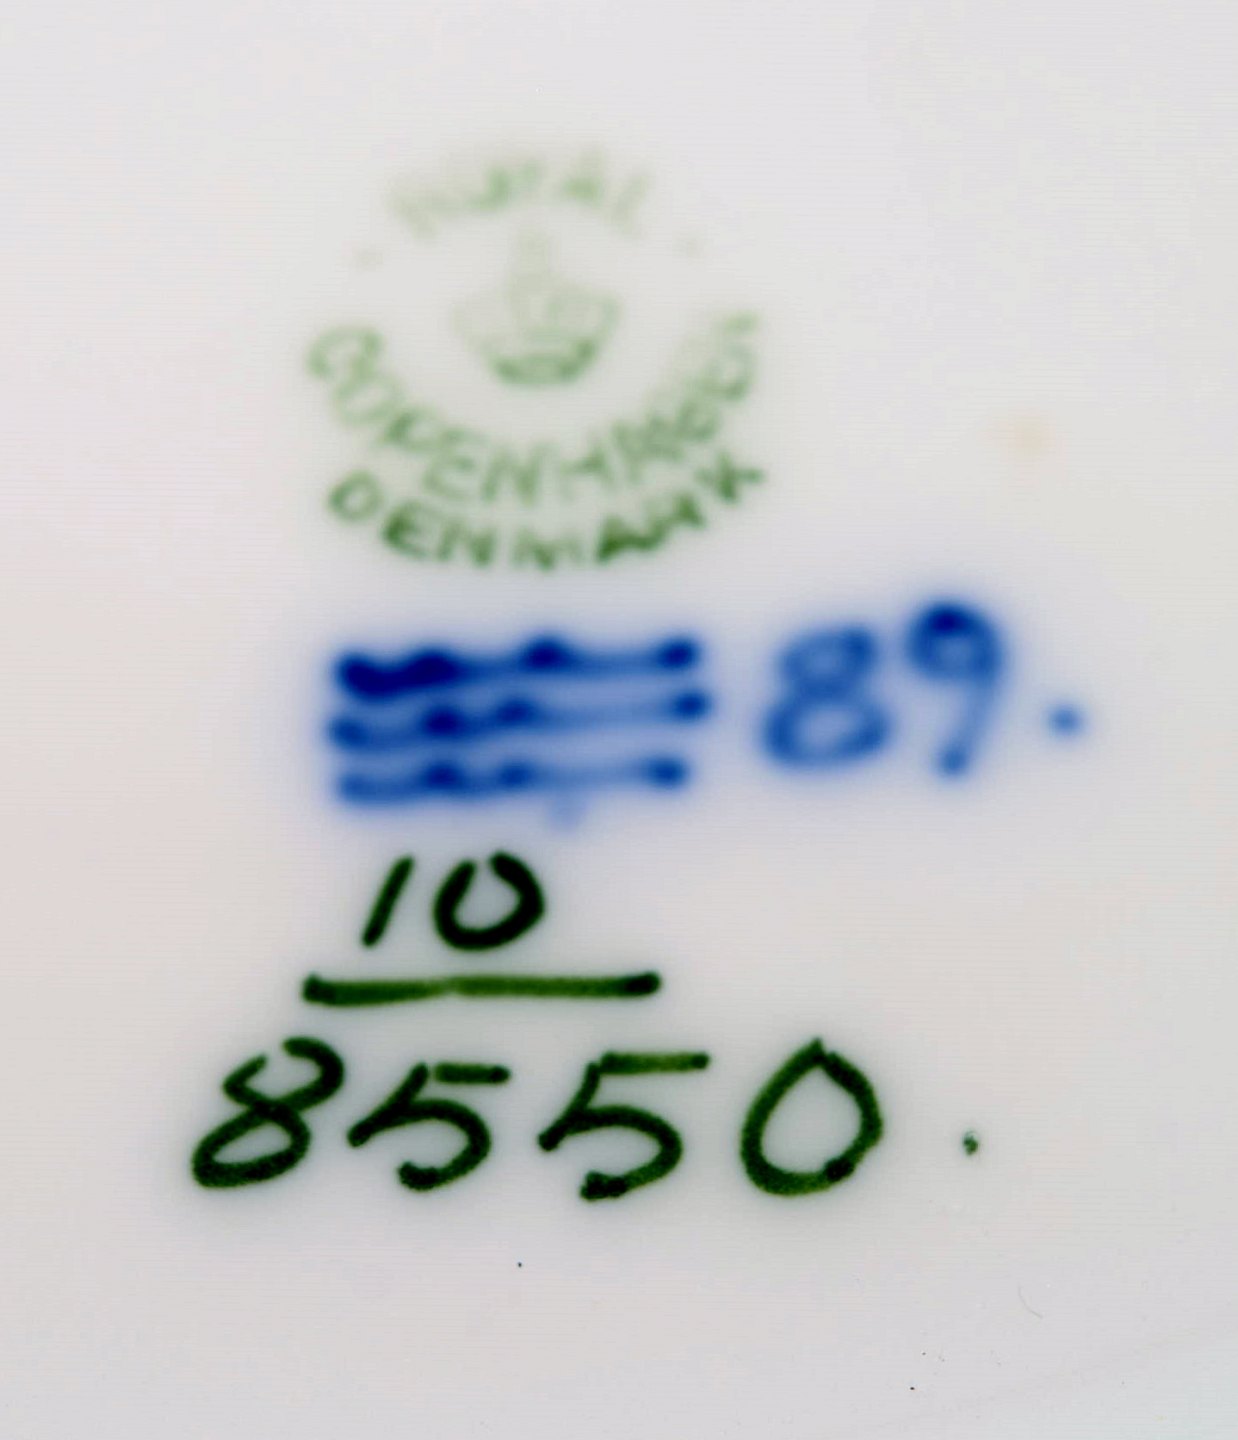 ROYAL
COPENHAGEN
DENMARK
89.
10
8550.